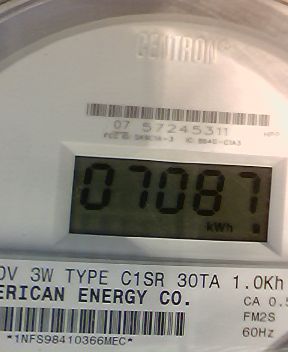 CENTRON®
07 57245311
07087
kWh
0V 3W TYPE C1SR 30TA 1.0Kh
ERICAN ENERGY CO.
CA 0.5
FM2S
60Hz
*1NFS98410366MEC*